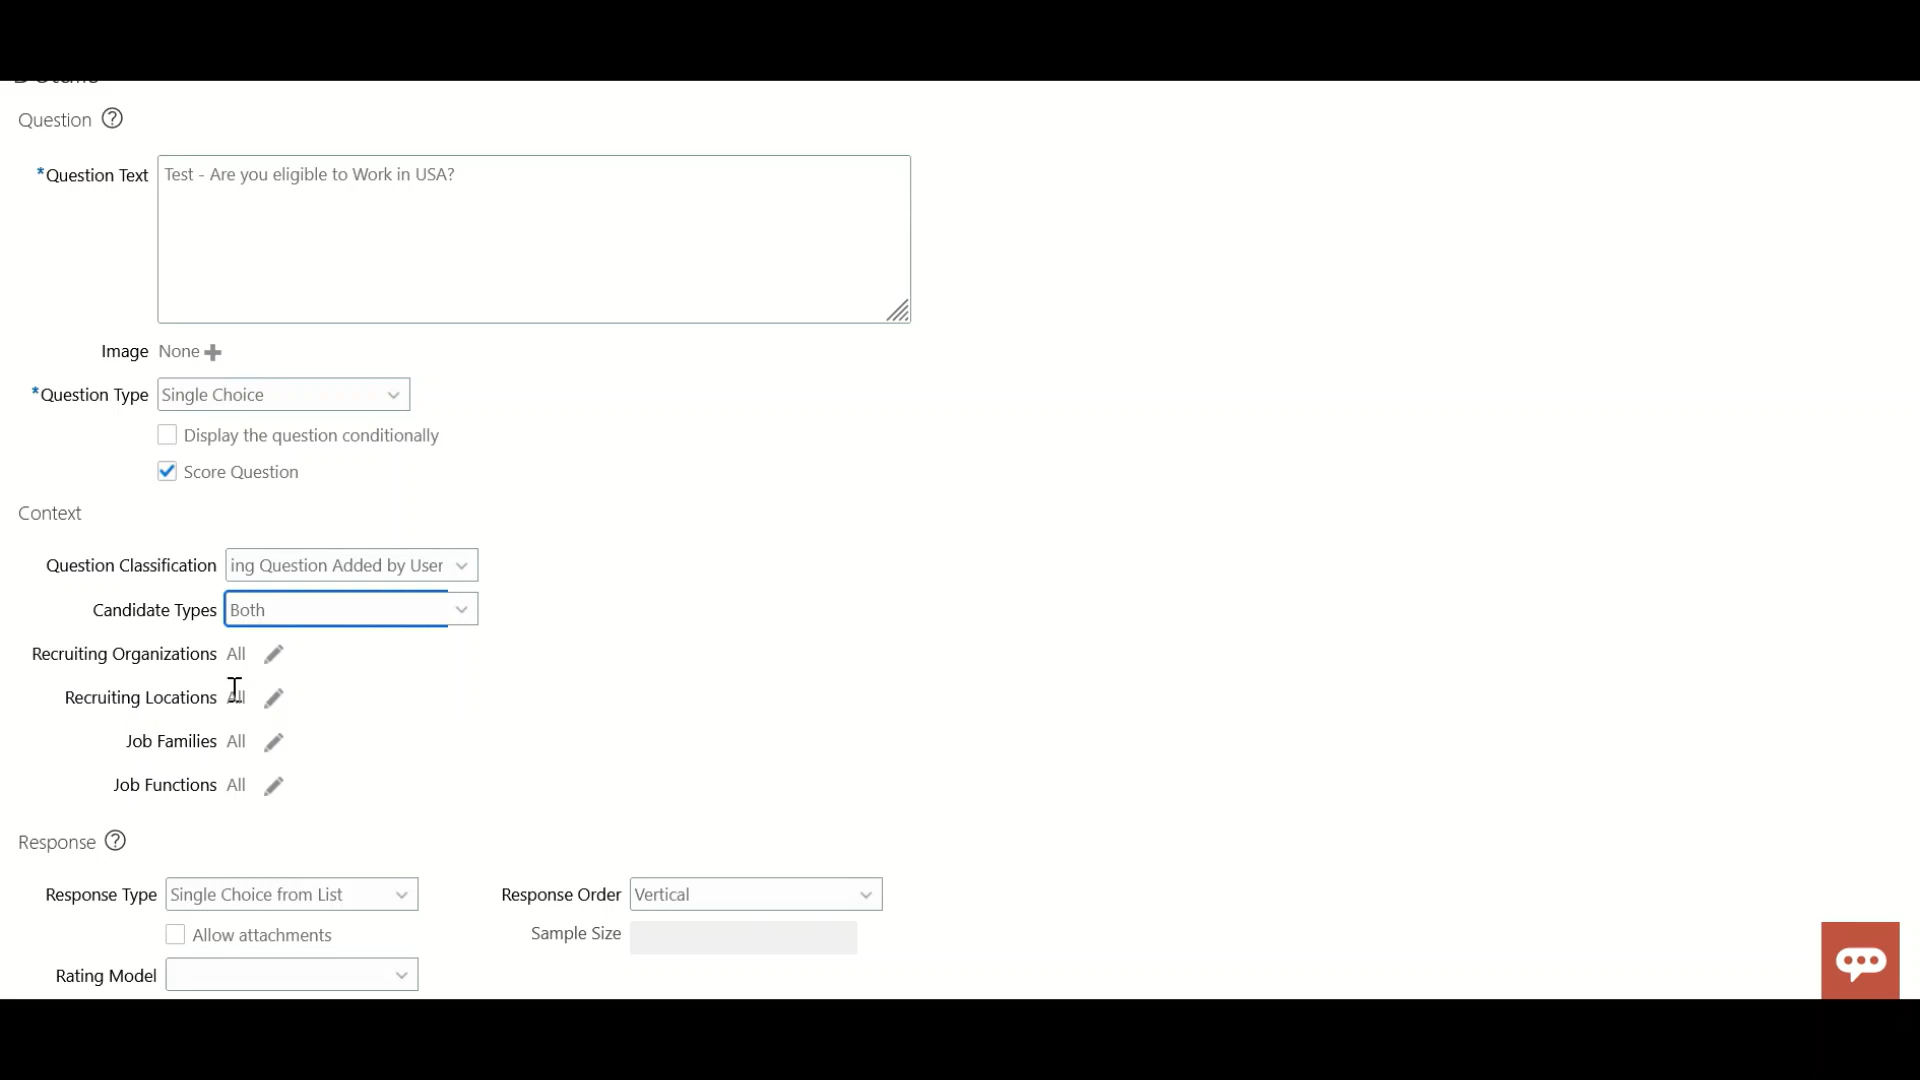 Question
*Question Text Test - Are you eligible to Work in USA?
Image None
*Question Type Single Choice
Display the question conditionally
Score Question
Context
Question Classification ing Question Added by User
Candidate Types Both
Recruiting Organizations All
Recruiting Locations All
Job Families All
Job Functions All
Response
Response Type Single Choice from List Response Order Vertical
Allow attachments Sample Size
Rating Model